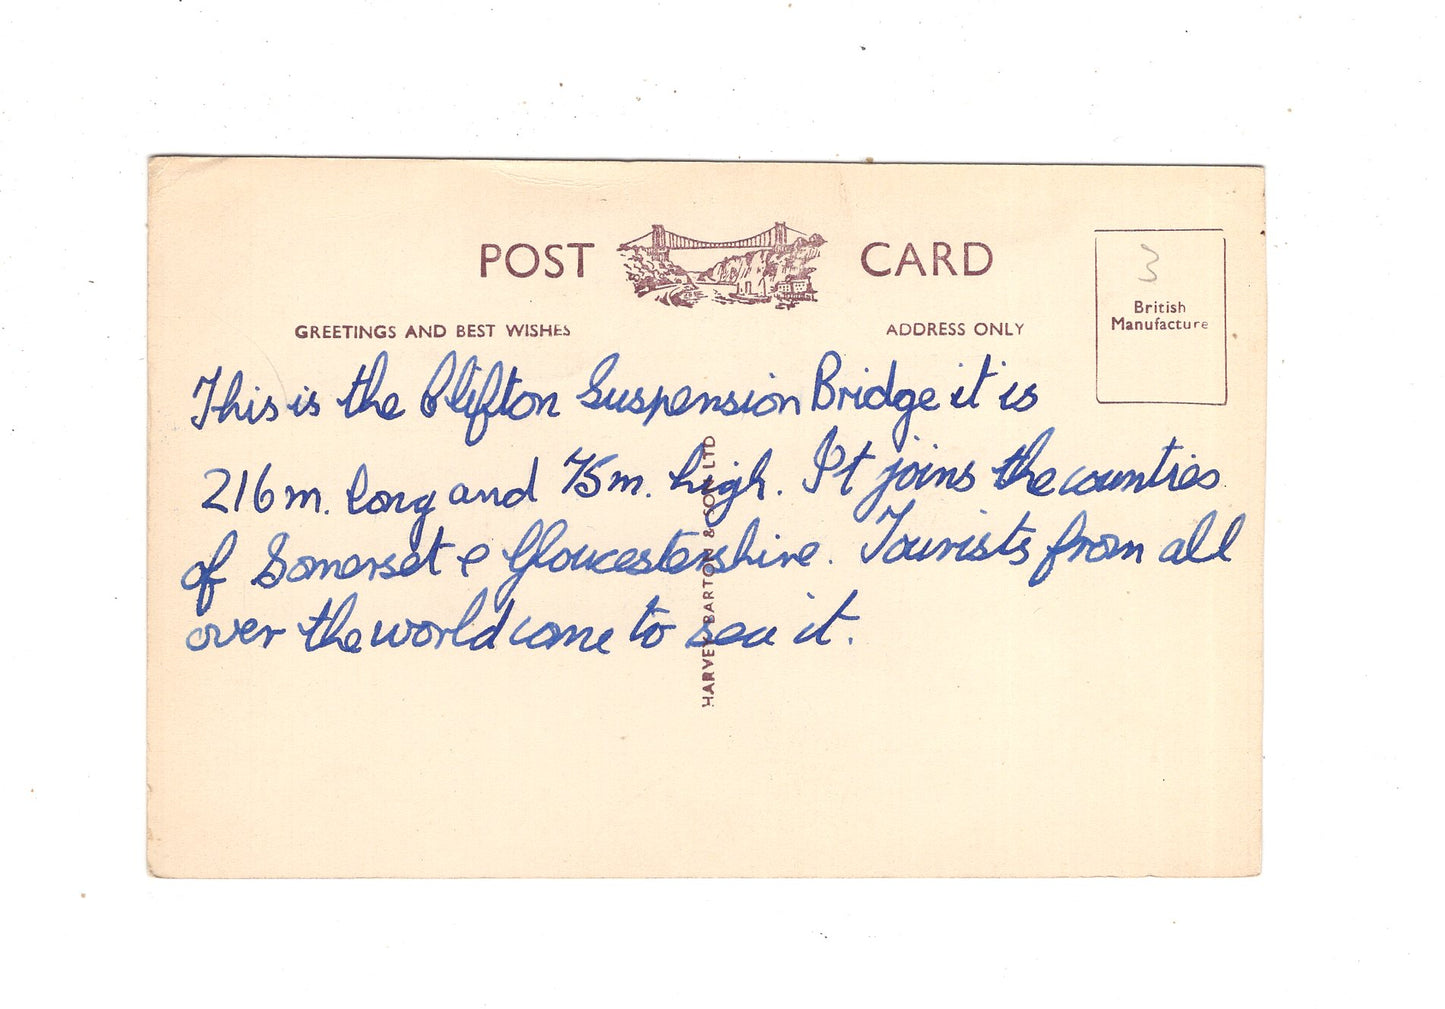 POST CARD
GREETINGS AND BEST WISHES
ADDRESS ONLY
3
British
Manufacture
This is the Clifton Suspension Bridge it is
216m. long and 75m. high. It joins the counties
of Somerset & Gloucestershire. Tourists from all
over the world come to see it.
HARVEY BARTON & SON LTD